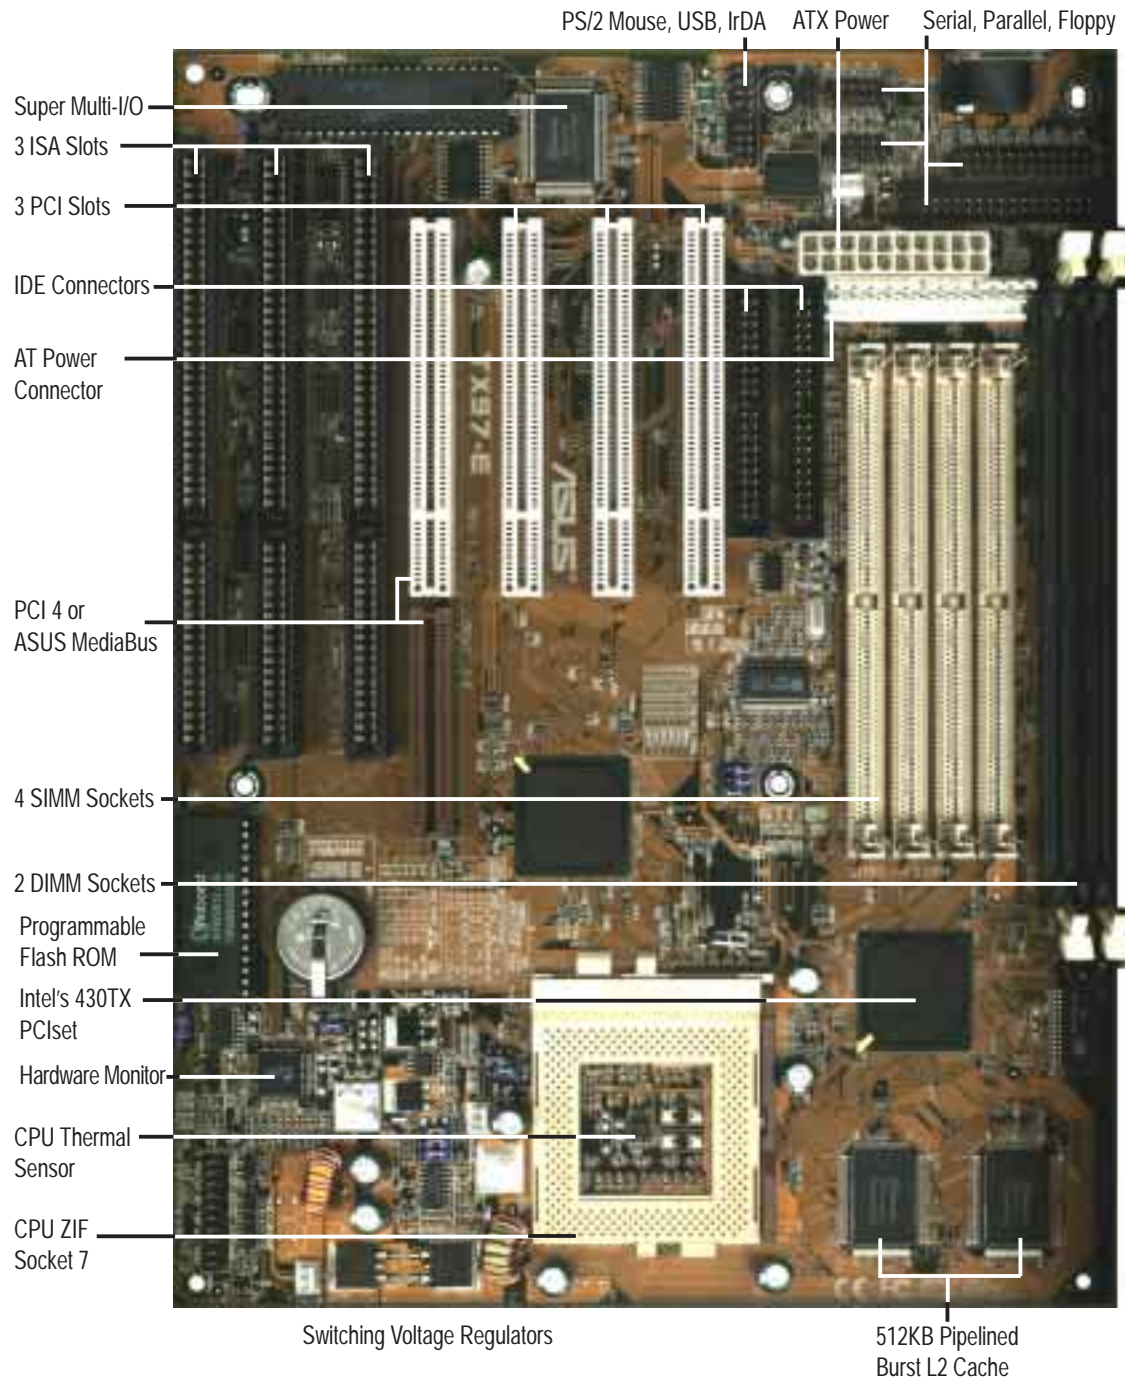 PS/2 Mouse, USB, IrDA
ATX Power
Serial, Parallel, Floppy
Super Multi-I/O
3 ISA Slots
3 PCI Slots
IDE Connectors
AT Power
Connector
TX97-E
ASUS
PCI 4 or
ASUS MediaBus
4 SIMM Sockets
2 DIMM Sockets
Programmable
Flash ROM
Intel's 430TX
PCIset
Hardware Monitor
CPU Thermal
Sensor
CPU ZIF
Socket 7
Switching Voltage Regulators
512KB Pipelined
Burst L2 Cache